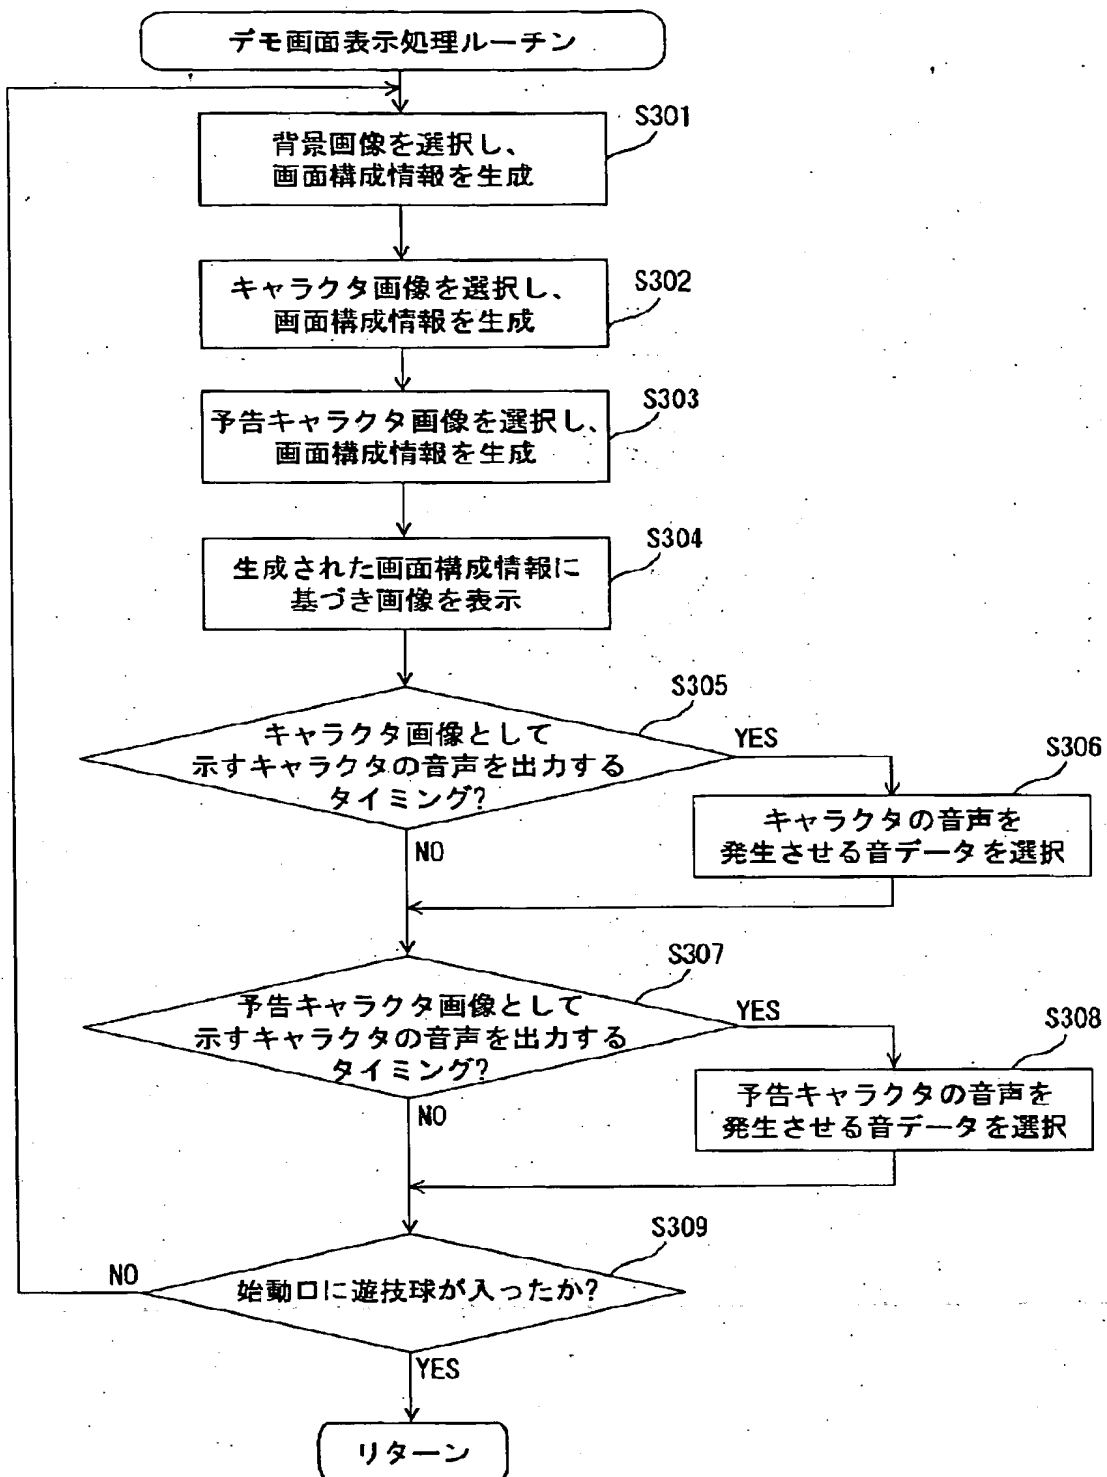 デモ画面表示処理ルーチン
S301
背景画像を選択し、
画面構成情報を生成
S302
キャラクタ画像を選択し、
画面構成情報を生成
S303
予告キャラクタ画像を選択し、
画面構成情報を生成
S304
生成された画面構成情報に
基づき画像を表示
S305
キャラクタ画像として
示すキャラクタの音声を出力する
タイミング?
YES
NO
S306
キャラクタの音声を
発生させる音データを選択
S307
予告キャラクタ画像として
示すキャラクタの音声を出力する
タイミング?
YES
NO
S308
予告キャラクタの音声を
発生させる音データを選択
S309
始動口に遊技球が入ったか?
NO
YES
リターン